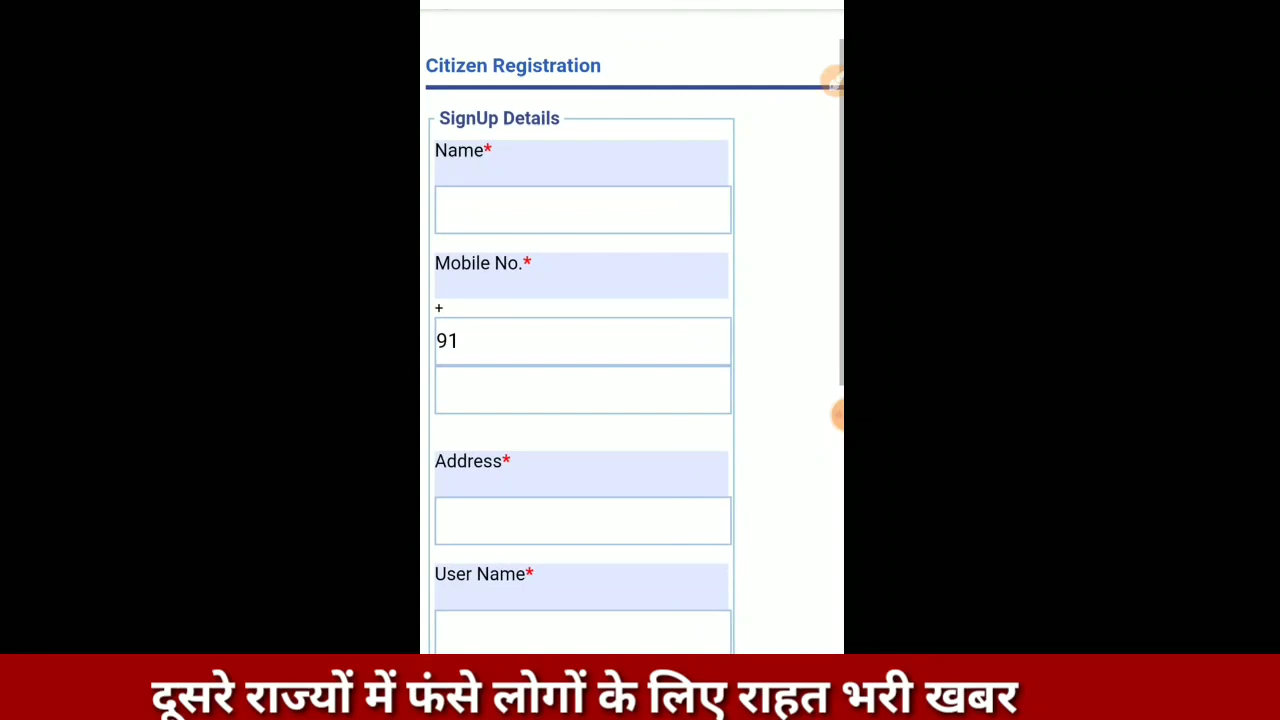 Citizen Registration
SignUp Details
Name*
Mobile No.*
+
91
Address*
User Name*
दूसरे राज्यों में फंसे लोगों के लिए राहत भरी खबर